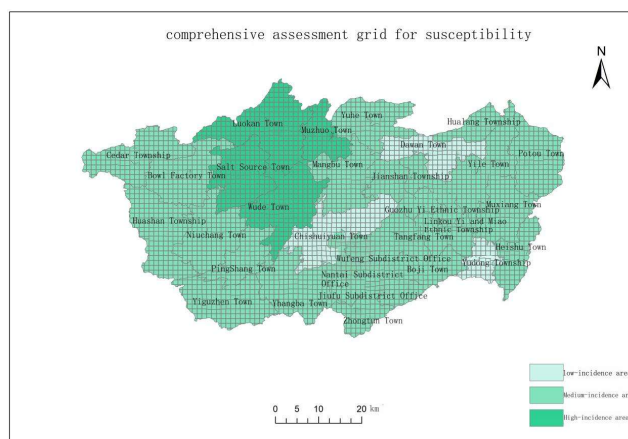 comprehensive assessment grid for susceptibility
N
Yuhe Town
Luokan Town
Hualang Township
Muzhuo Town
Dawan Town
Cedar Township
Potou Town
Salt Source Town
Manghu Town
Yile Town
Bowl Factory Town
Jianshan Township
Wude Town
Muxiang Town
Guozhu Yi Ethnic Township
Huashan Township
Linkou Yi and Miao
Ethnic Township
Niuchang Town
Chishuiyuan Town
Tangfang Town
Heishu Town
Wufeng Subdistrict Office
Yudong Township
PingShang Town
Boji Town
Nantai Subdistrict
Office
Jiufu Subdistrict Office
Yiguzhen Town
Yhangba Town
Zhongtun Town
low-incidence area
Medium-incidence ar
High-incidence area
0 5 10 20
km